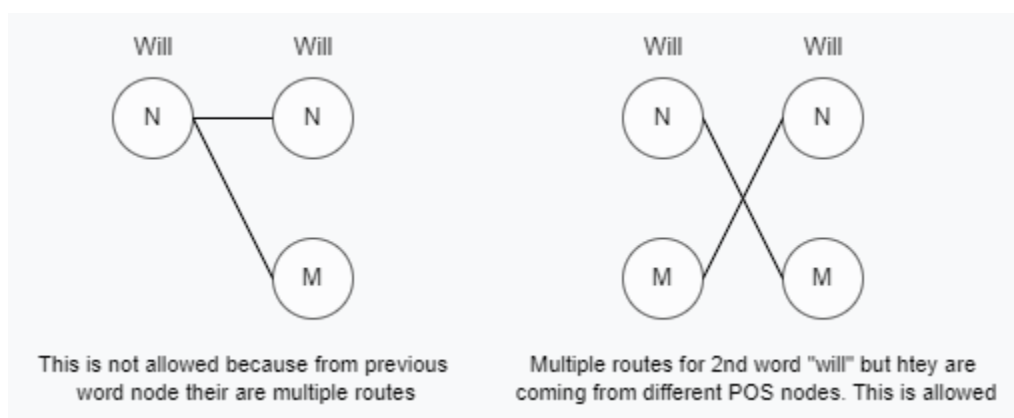 Will Will
N N
M
This is not allowed because from previous
word node their are multiple routes
Will Will
N N
M M
Multiple routes for 2nd word "will" but htey are
coming from different POS nodes. This is allowed